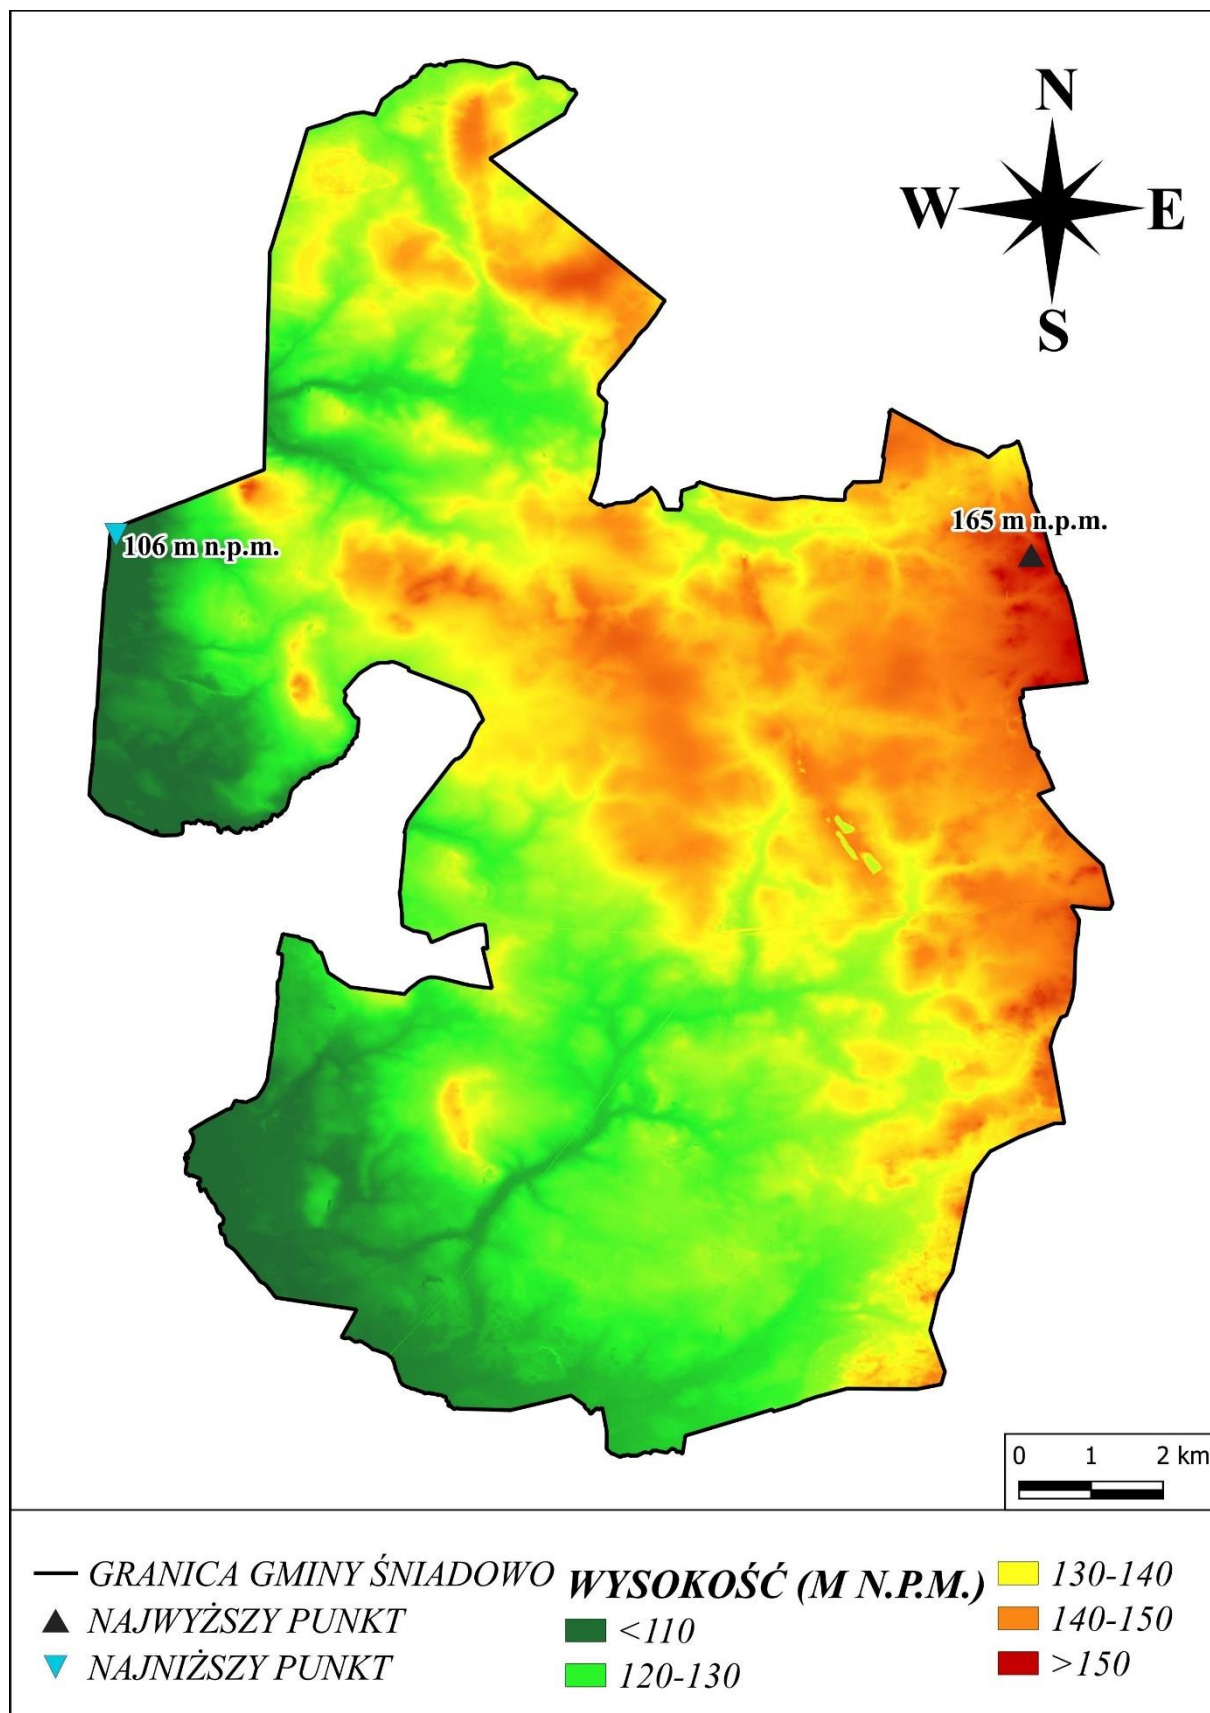 N
W E
S
165 m n.p.m.
106 m n.p.m.
0 1 2 km
GRANICA GMINY ŚNIADOWO
NAJWYŻSZY PUNKT
NAJNIŻSZY PUNKT
WYSOKOŚĆ (M N.P.M.)
<110
120-130
130-140
140-150
>150